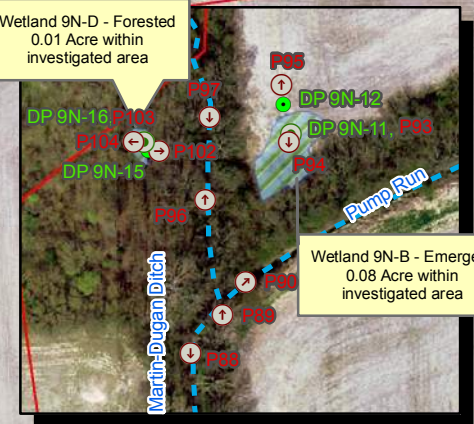 Wetland 9N-D - Forested
0.01 Acre within
investigated area
P95
P97
DP 9N-12
DP 9N-16, P103
DP 9N-11, P93
P104
P102
P94
DP 9N-15
Pump Run
P96
Wetland 9N-B - Emerge
0.08 Acre within
investigated area
P90
Martin-Dugan Ditch
P89
P88